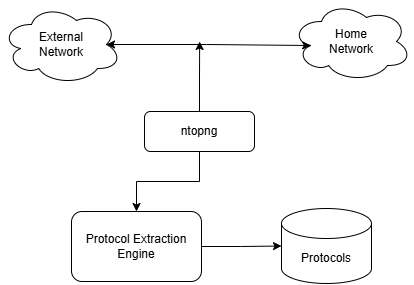 External
Network
Home
Network
ntopng
Protocol Extraction
Engine
Protocols